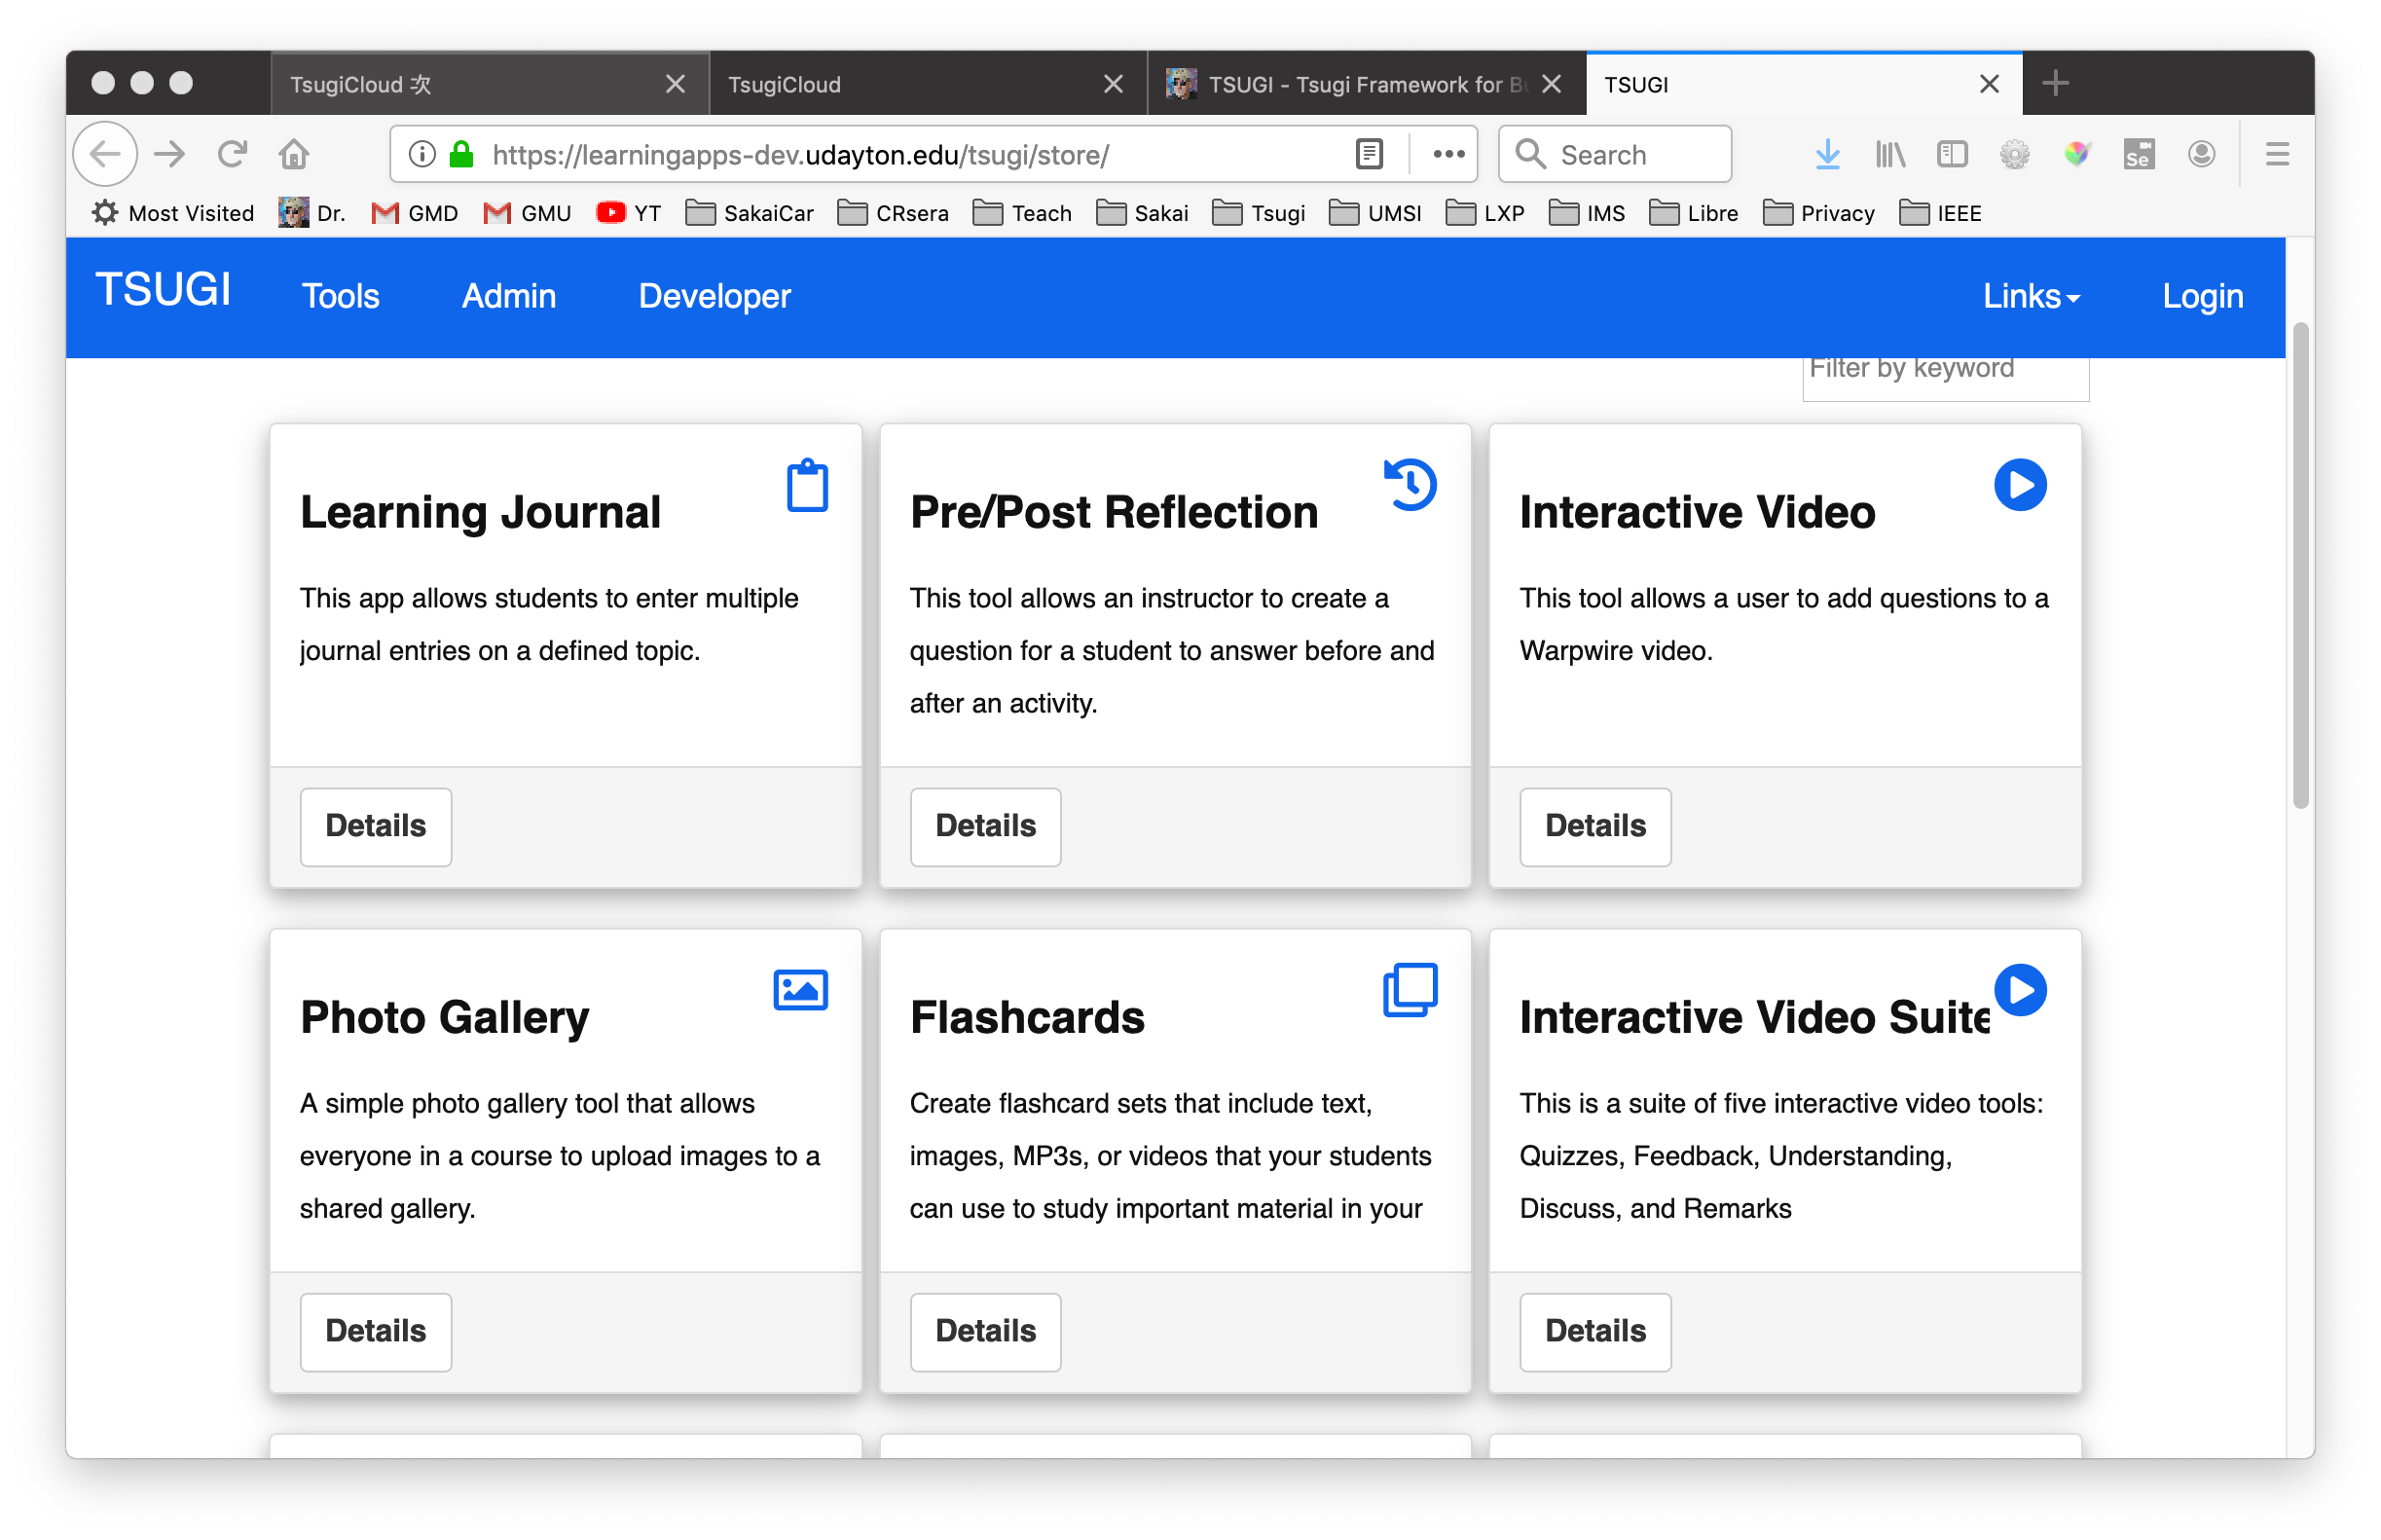 TsugiCloud 次
TsugiCloud
TSUGI - Tsugi Framework for
TSUGI
https://learningapps-dev.udayton.edu/tsugi/store/
Search
Se
Most Visited
Dr.
GMD
GMU
YT
SakaiCar
CRsera
Teach
Sakai
Tsugi
UMSI
LXP
IMS
Libre
Privacy
IEEE
TSUGI
Tools
Admin
Developer
Links
Login
Filter by keyword
Learning Journal
This app allows students to enter multiple
journal entries on a defined topic.
Details
Pre/Post Reflection
This tool allows an instructor to create a
question for a student to answer before and
after an activity.
Details
Interactive Video
This tool allows a user to add questions to a
Warpwire video.
Details
Photo Gallery
A simple photo gallery tool that allows
everyone in a course to upload images to a
shared gallery.
Details
Flashcards
Create flashcard sets that include text,
images, MP3s, or videos that your students
can use to study important material in your
Details
Interactive Video Suite
This is a suite of five interactive video tools:
Quizzes, Feedback, Understanding,
Discuss, and Remarks
Details